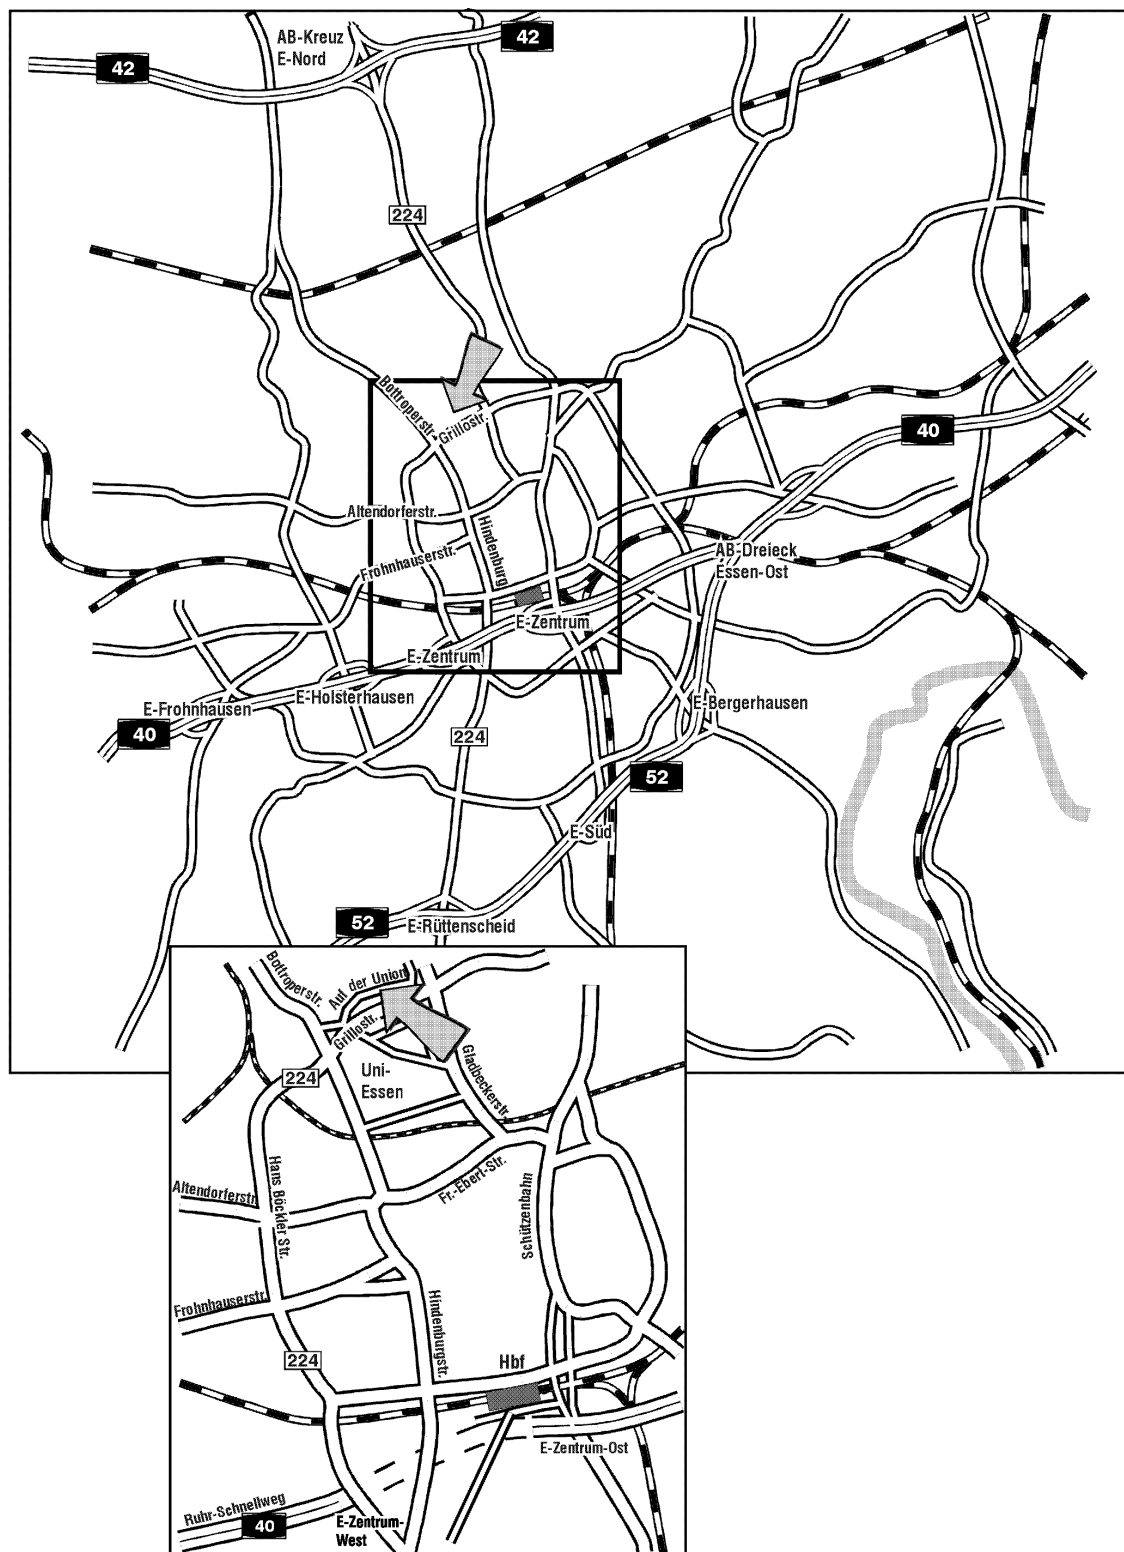 AB-Kreuz
E-Nord
42
42
224
Bottroperstr.
Grillostr.
40
Altendorferstr.
Hindenburg
Frohnhauserstr.
AB-Dreieck
Essen-Ost
E-Zentrum
E-Zentrum
E-Holsterhausen
E-Frohnhausen
E-Bergerhausen
40
224
52
E-Süd
52
E-Rüttenscheid
Bottroperstr.
Auf der Union
Grillostr.
Gladbeckerstr.
Uni-
Essen
224
Hans Böckler Str.
Altendorferstr.
Fr.-Ebert-Str.
Schützenbahn
Frohnhauserstr.
Hindenburgstr.
224
Hbf
E-Zentrum-Ost
Ruhr-Schnellweg
40
E-Zentrum-
West